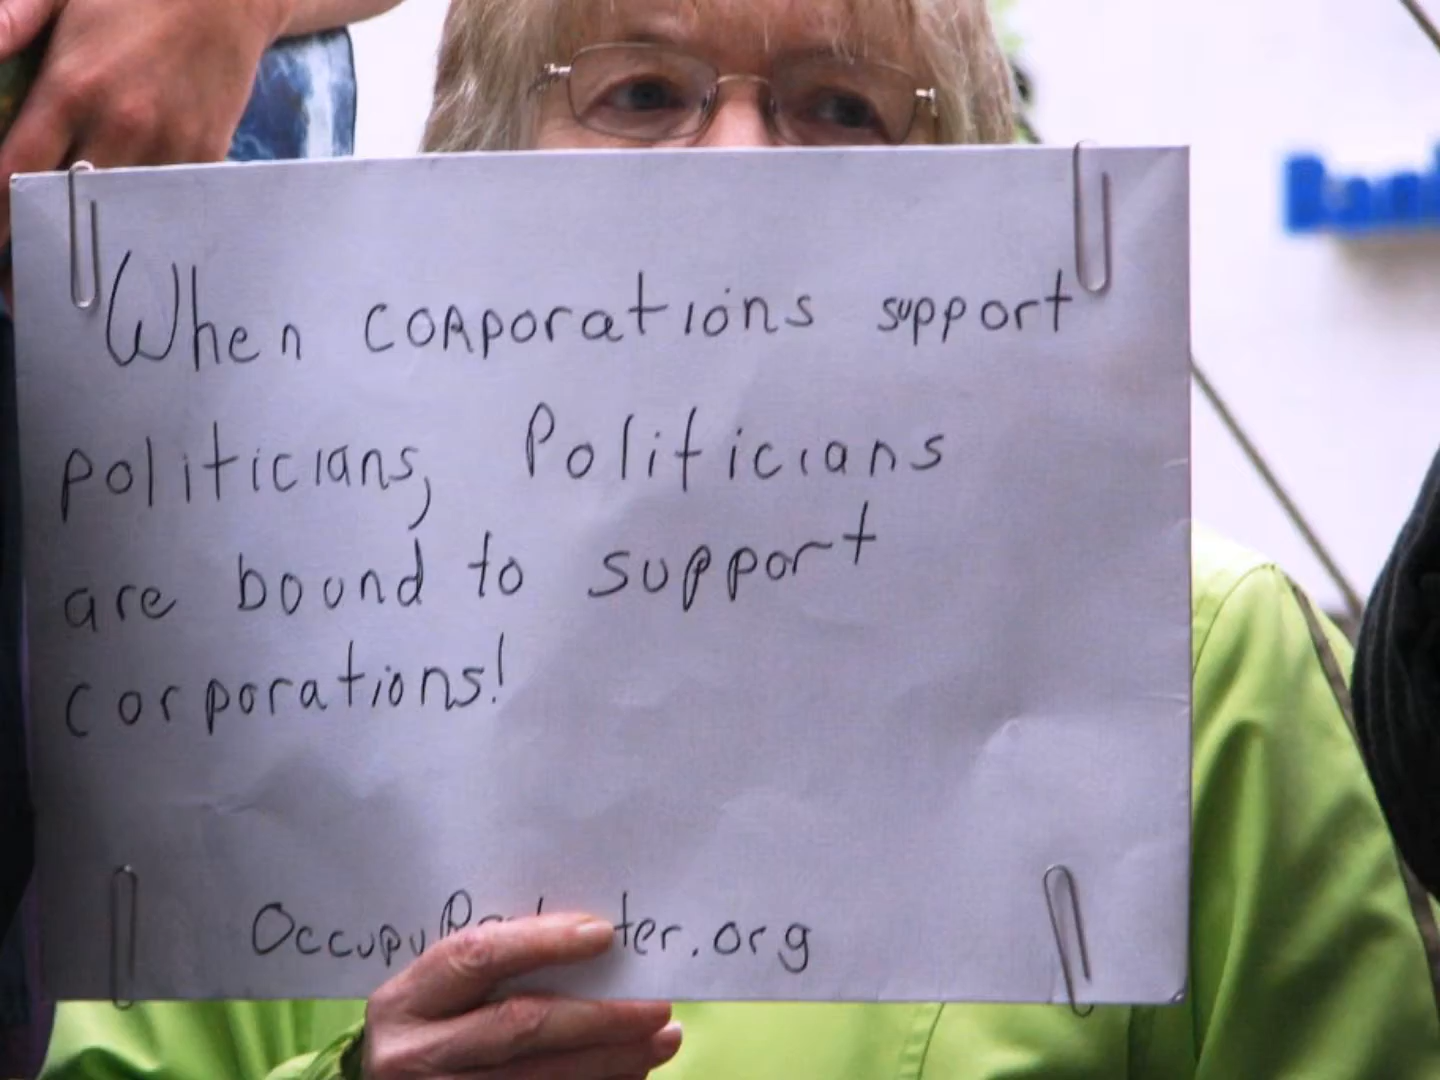 When corporations support
politicians, Politicians
are bound to support
corporations!